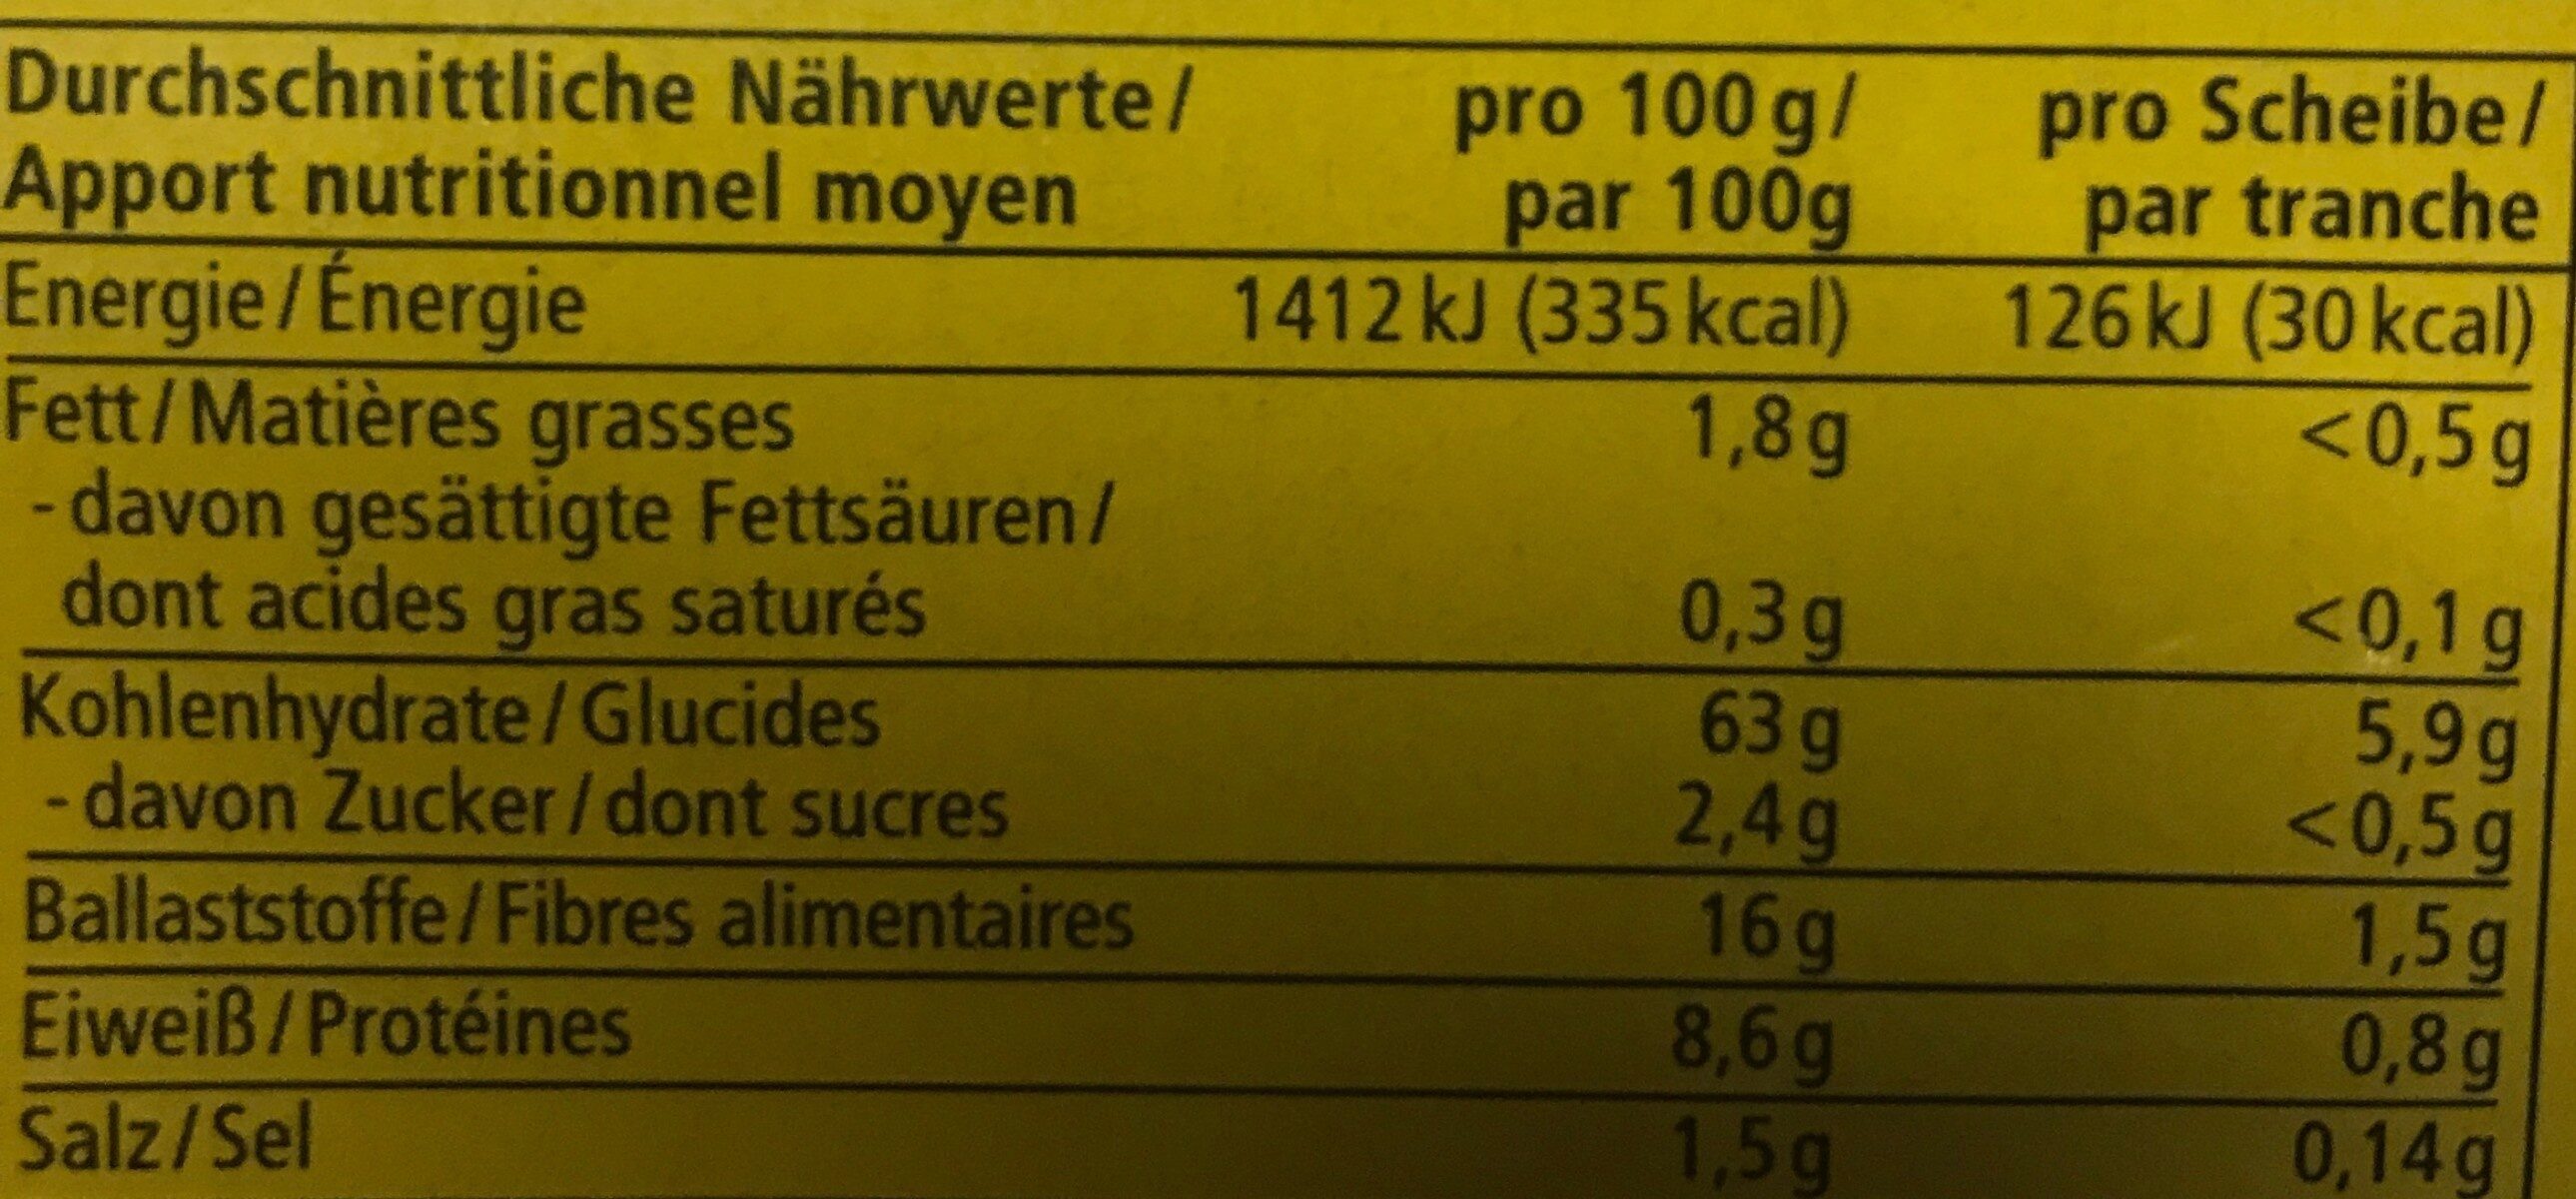 Durchschnittliche Nährwerte/ pro 100 g/ pro Scheibe/
Apport nutritionnel moyen par 100g par tranche
Energie/Énergie 1412 kJ (335 kcal) 126 kJ (30 kcal)
Fett/Matières grasses 1,8 g <0,5 g
- davon gesättigte Fettsäuren/
dont acides gras saturés 0,3 g <0,1 g
Kohlenhydrate/Glucides 63 g 5,9 g
- davon Zucker/dont sucres 2,4 g <0,5 g
Ballaststoffe/Fibres alimentaires 16 g 1,5 g
Eiweiß/Protéines 8,6 g 0,8 g
Salz/Sel 1,5 g 0,14 g